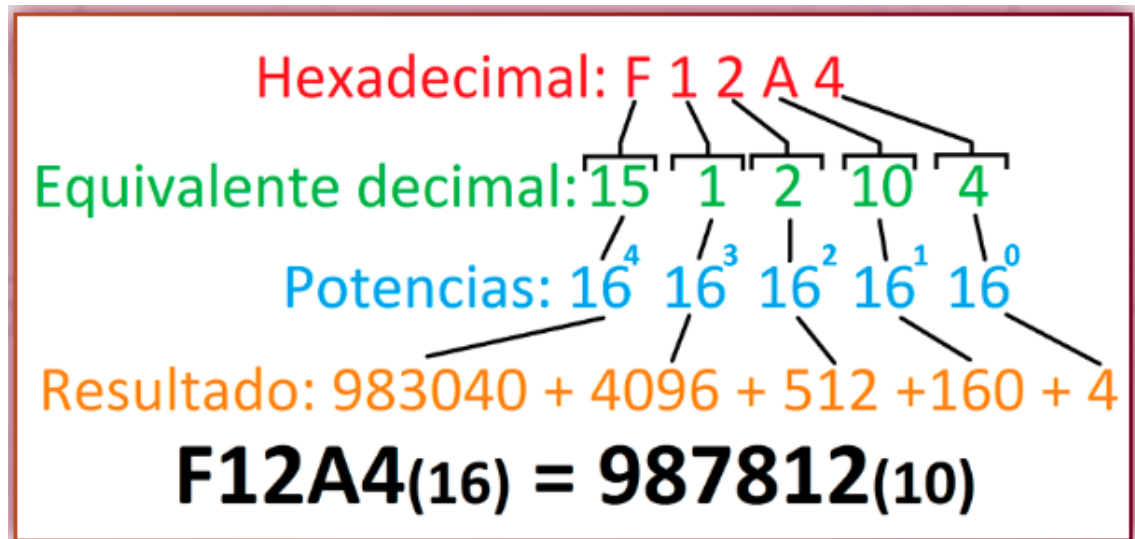 Hexadecimal: F 1 2 A 4
Equivalente decimal: 15 1 2 10 4
Potencias: 16⁴ 16³ 16² 16¹ 16⁰
Resultado: 983040 + 4096 + 512 +160 + 4
F12A4(16) = 987812(10)